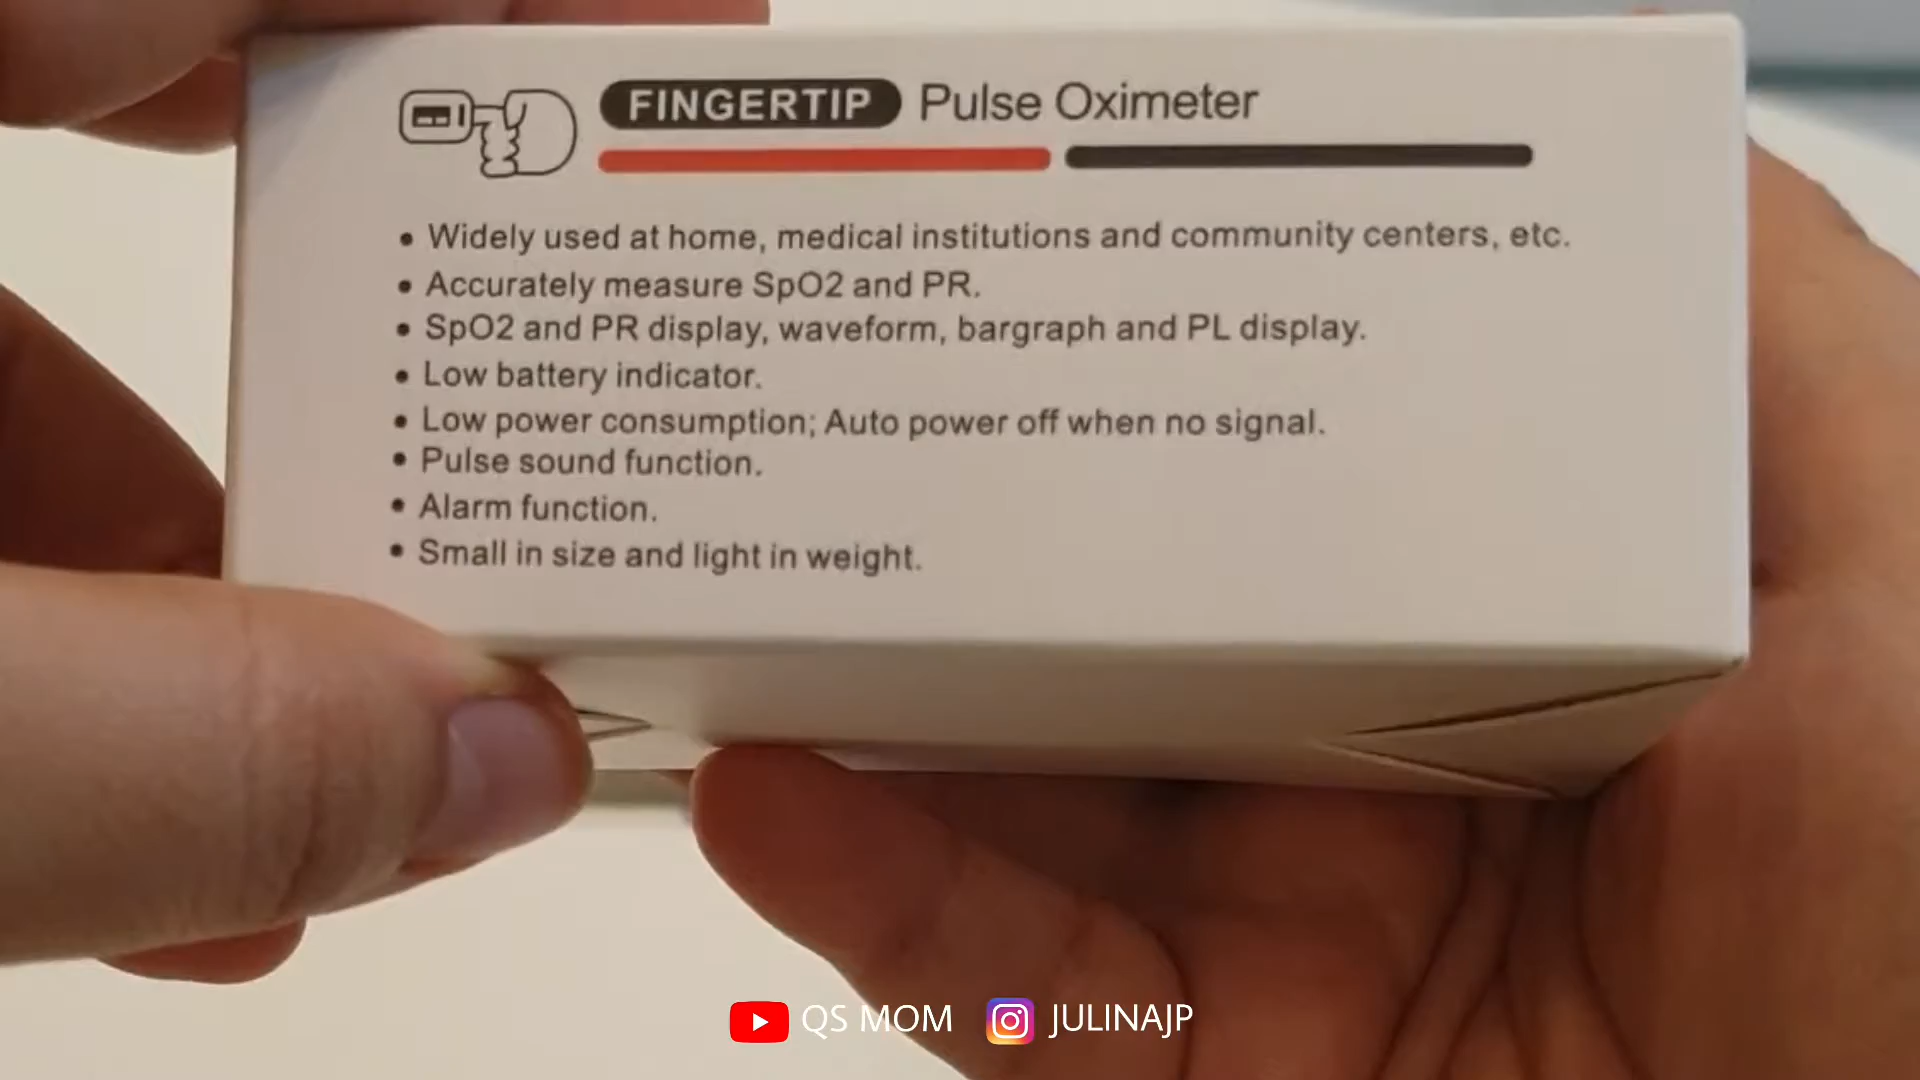 FINGERTIP Pulse Oximeter
• Widely used at home, medical institutions and community centers, etc.
• Accurately measure SpO2 and PR.
• SpO2 and PR display, waveform, bargraph and PL display.
• Low battery indicator.
• Low power consumption; Auto power off when no signal.
• Pulse sound function.
• Alarm function.
• Small in size and light in weight.
QS MOM JULINAJP